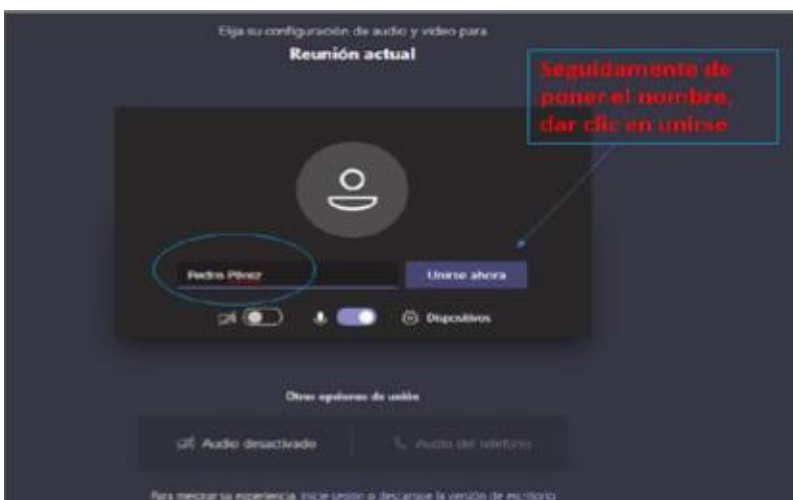 Elija su configuración de audio y vídeo para
Reunión actual
Seguidamente de
poner el nombre,
dar clic en unirse
Pedro Pérez
Unirse ahora
Dispositivos
Otras opciones de unión
Audio desactivado
Audio del teléfono
Para mejorar su experiencia, inicie sesión o descargue la versión de escritorio